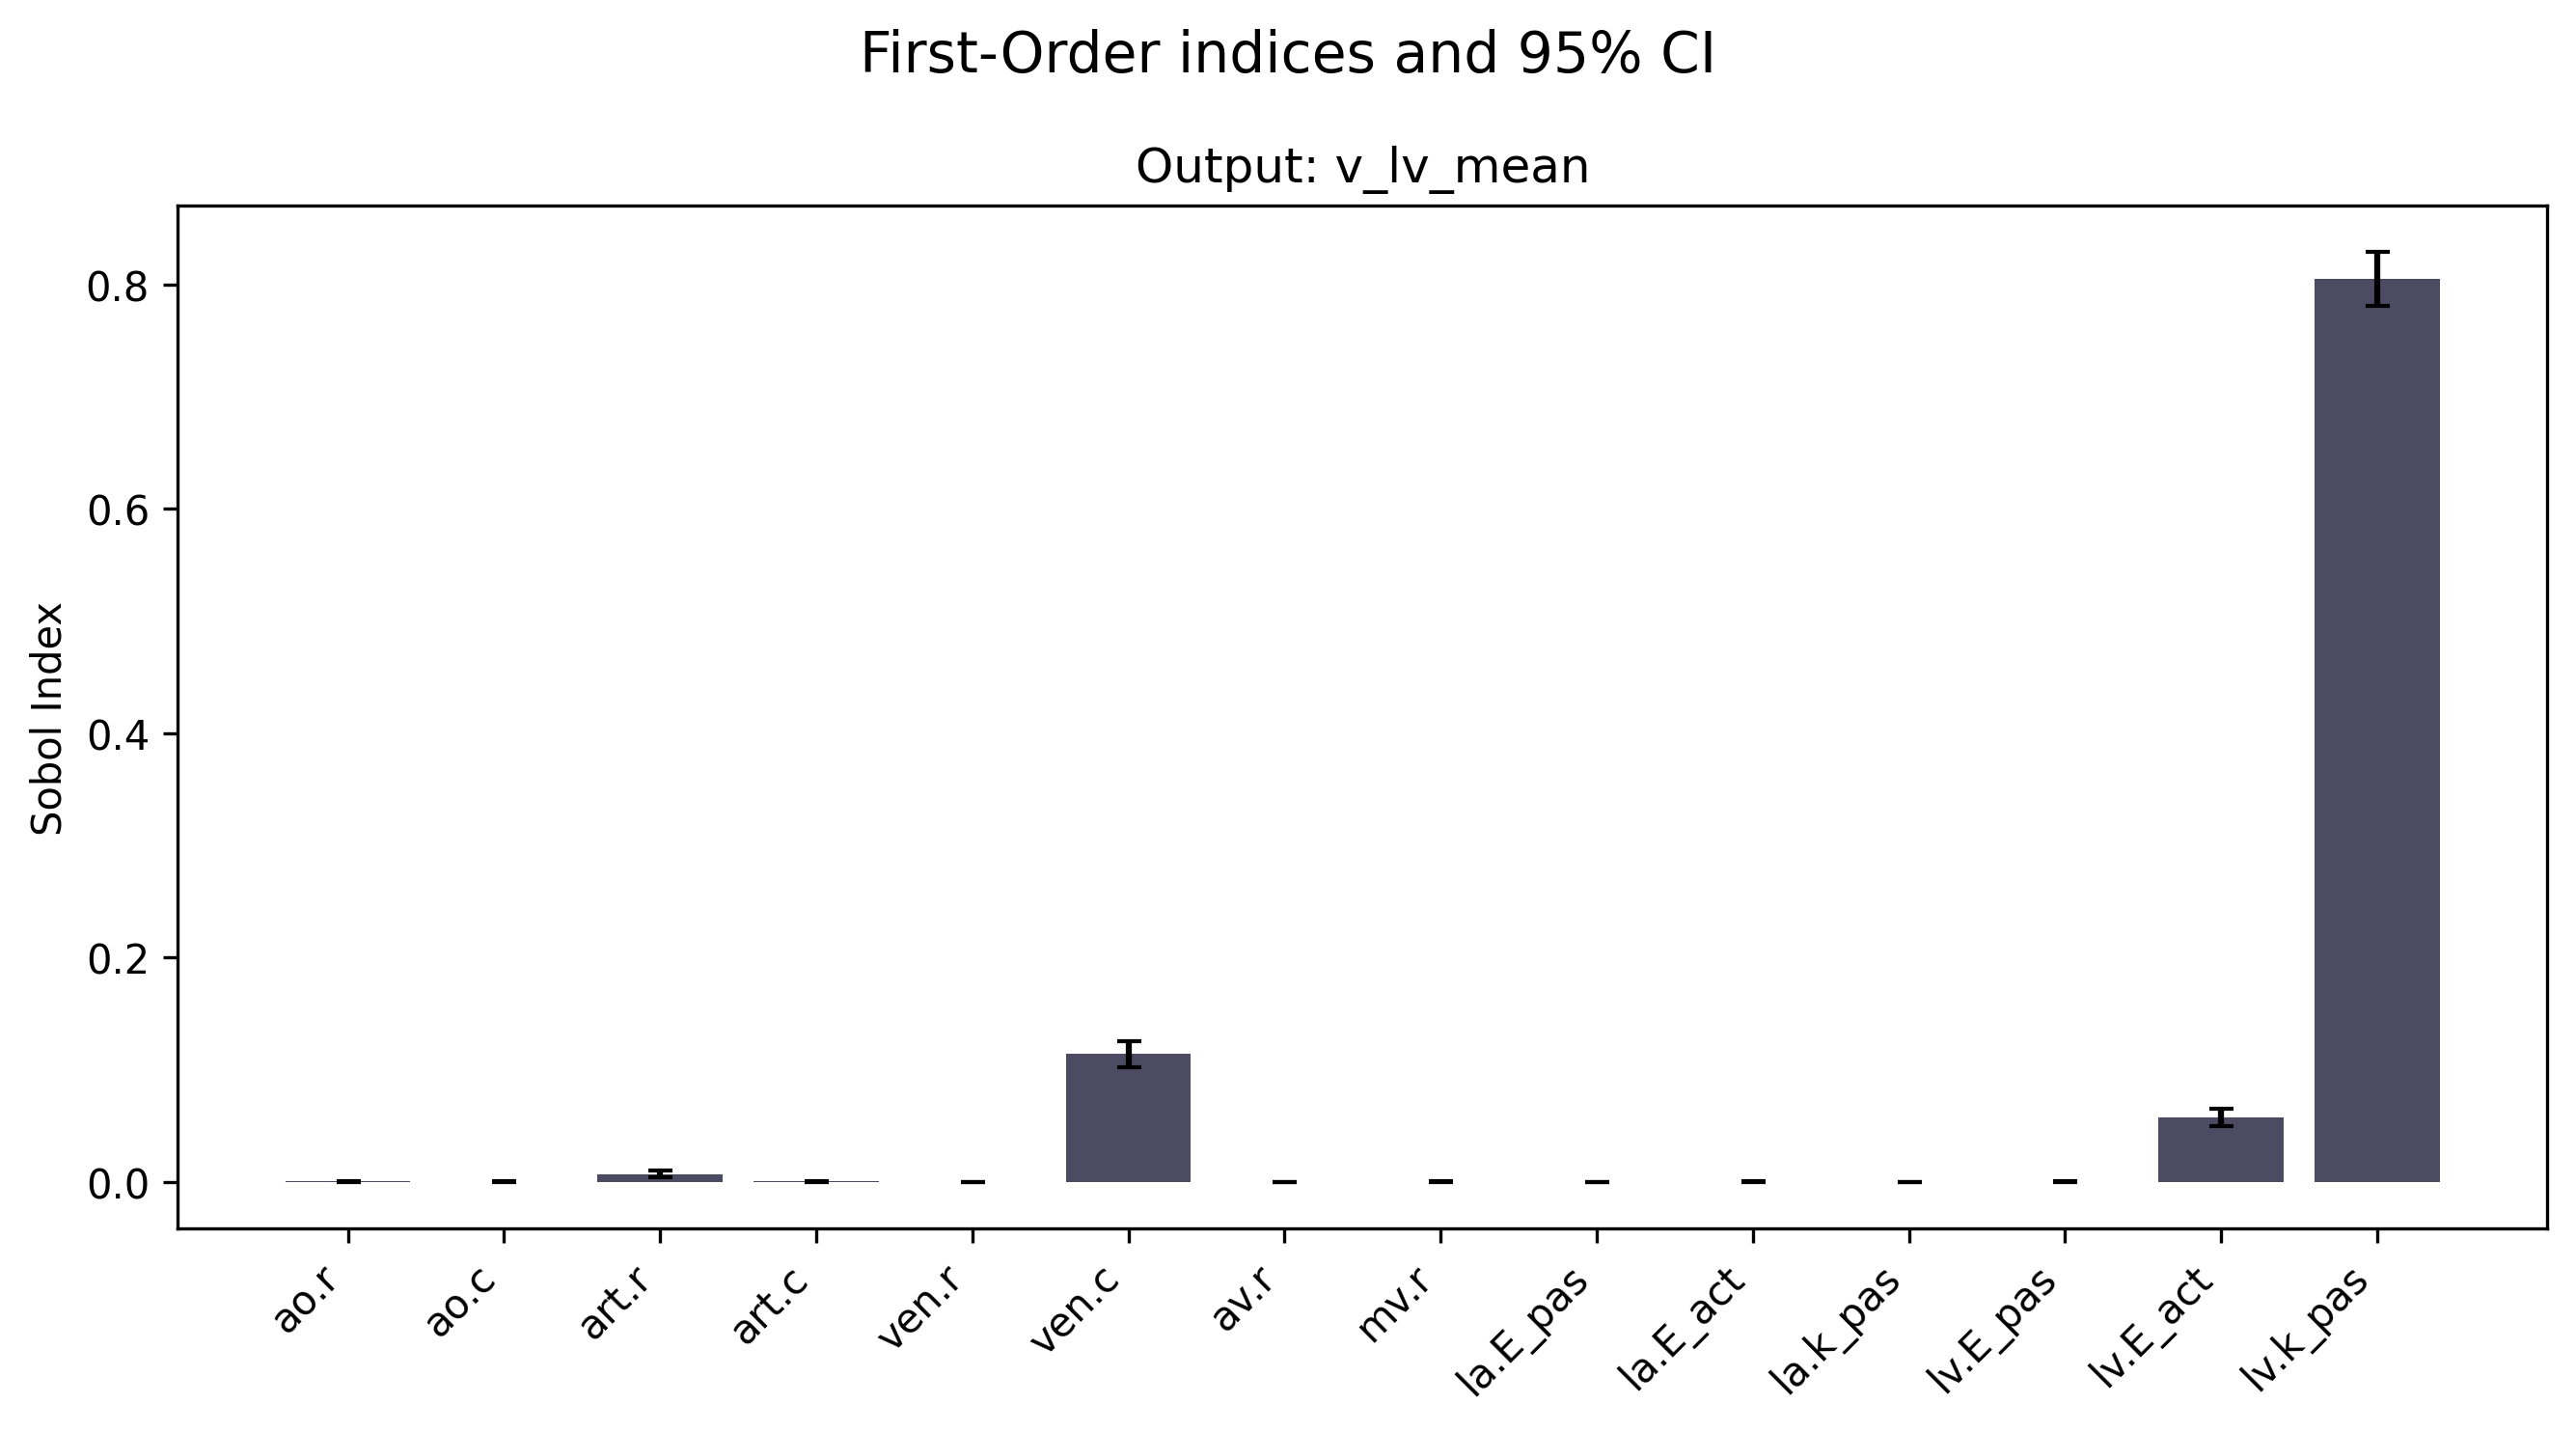 First-Order indices and 95% CI
Output: v_lv_mean
Sobol Index
0.8
0.6
0.4
0.2
0.0
ao.r
ao.c
art.r
art.c
ven.r
ven.c
av.r
mv.r
la.E_pas
la.E_act
la.k_pas
lv.E_pas
lv.E_act
lv.k_pas